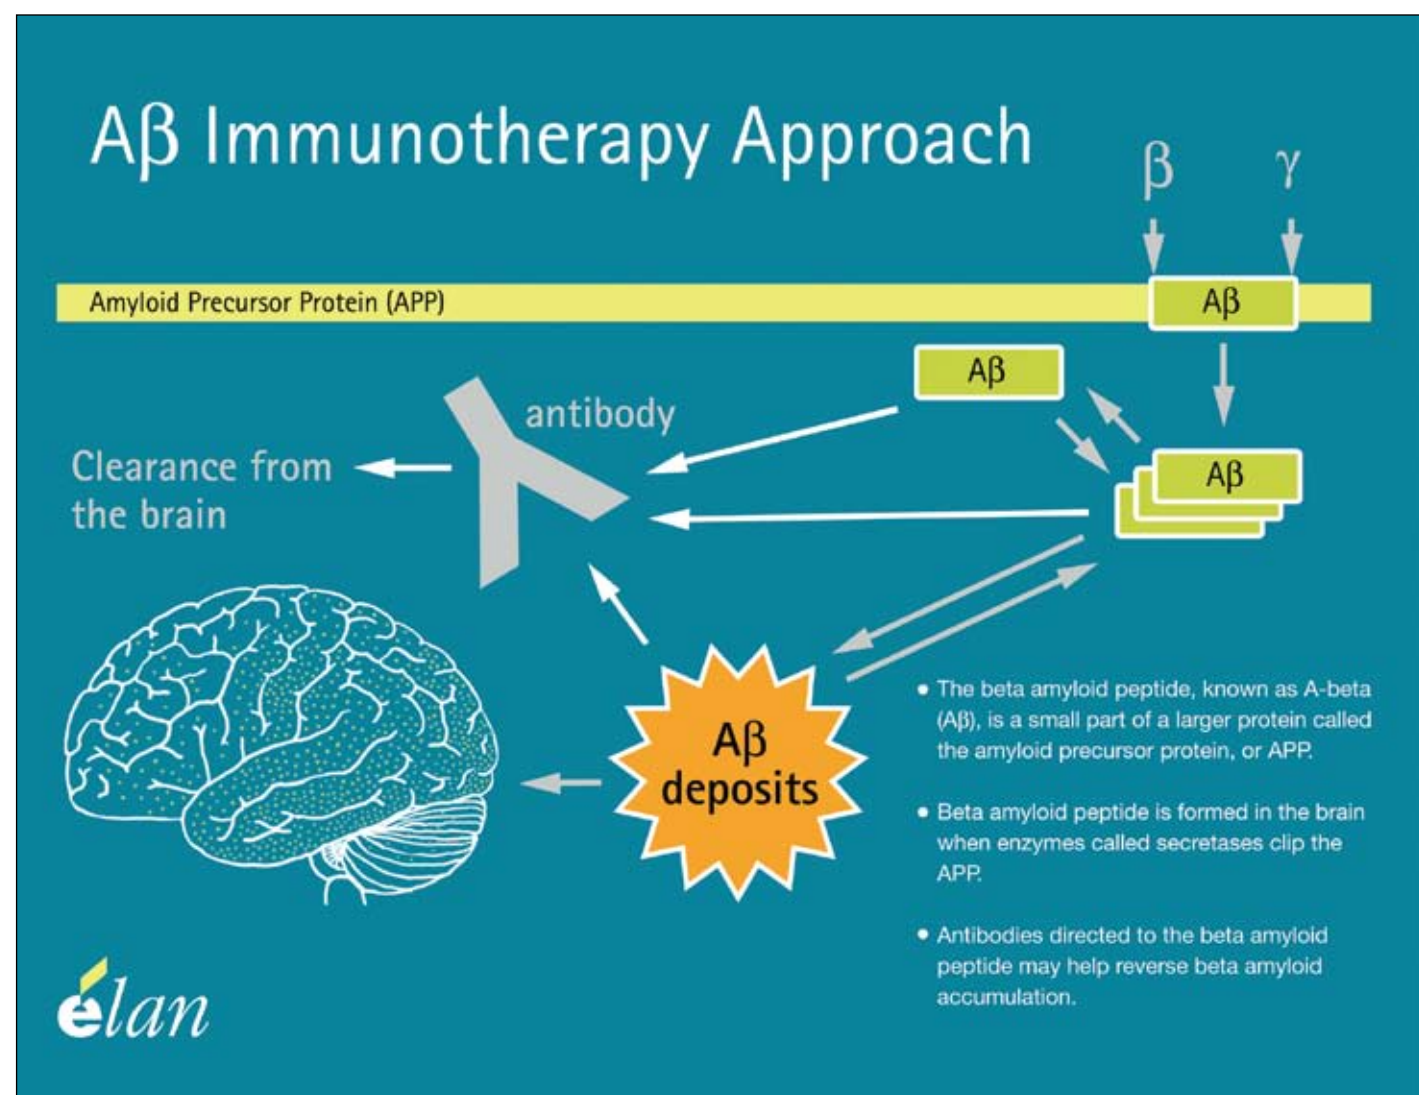 Aβ Immunotherapy Approach
β
γ
Amyloid Precursor Protein (APP)
Aβ
Aβ
antibody
Clearance from
the brain
Aβ
Aβ
deposits
• The beta amyloid peptide, known as A-beta
(Aβ), is a small part of a larger protein called
the amyloid precursor protein, or APP.
• Beta amyloid peptide is formed in the brain
when enzymes called secretases clip the
APP.
• Antibodies directed to the beta amyloid
peptide may help reverse beta amyloid
accumulation.
élan